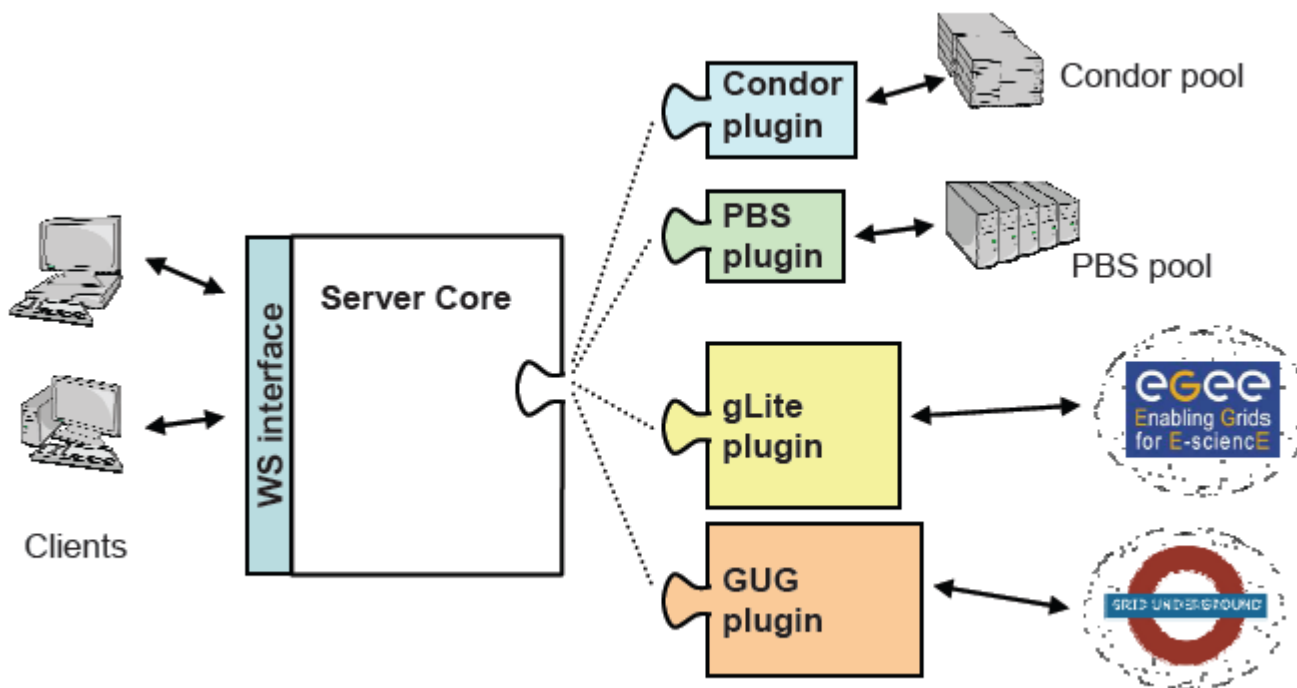 Condor
plugin
Condor pool
PBS
plugin
PBS pool
WS interface
Server Core
Clients
gLite
plugin
eGee
Enabling Grids
for E-sciencE
GUG
plugin
GRID UNDERGROUND